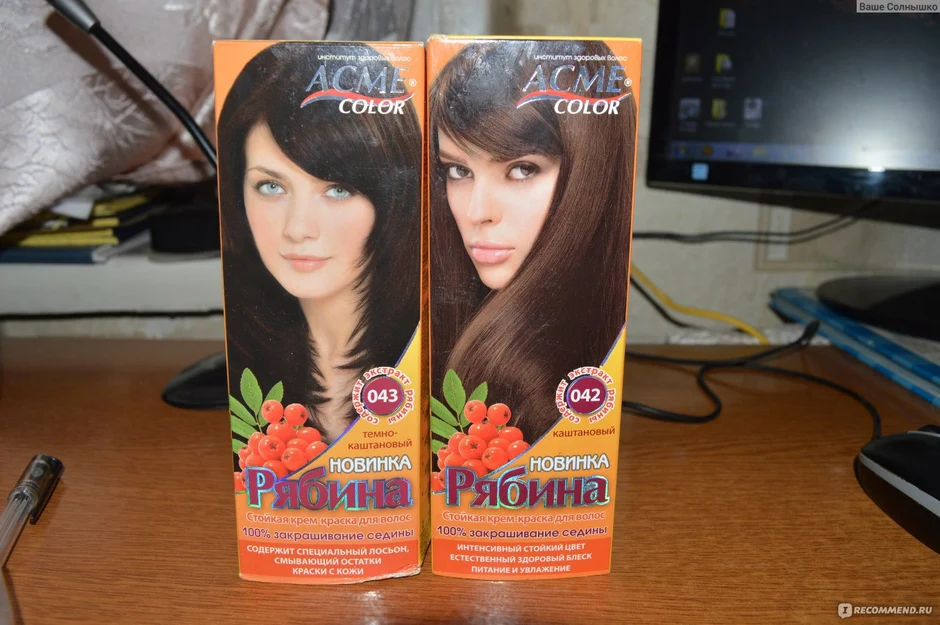 Ваше Солнышко
институт здоровых волос
ACME®
COLOR
содержит экстракт рябины
043
темно-
каштановый
НОВИНКА
Рябина
Стойкая крем-краска для волос
100% закрашивание седины
СОДЕРЖИТ СПЕЦИАЛЬНЫЙ ЛОСЬОН,
СМЫВАЮЩИЙ ОСТАТКИ
КРАСКИ С КОЖИ
институт здоровых волос
ACME®
COLOR
содержит экстракт рябины
042
каштановый
НОВИНКА
Рябина
Стойкая крем-краска для волос
100% закрашивание седины
ИНТЕНСИВНЫЙ СТОЙКИЙ ЦВЕТ
ЕСТЕСТВЕННЫЙ ЗДОРОВЫЙ БЛЕСК
ПИТАНИЕ И УВЛАЖНЕНИЕ
IRECOMMEND.RU